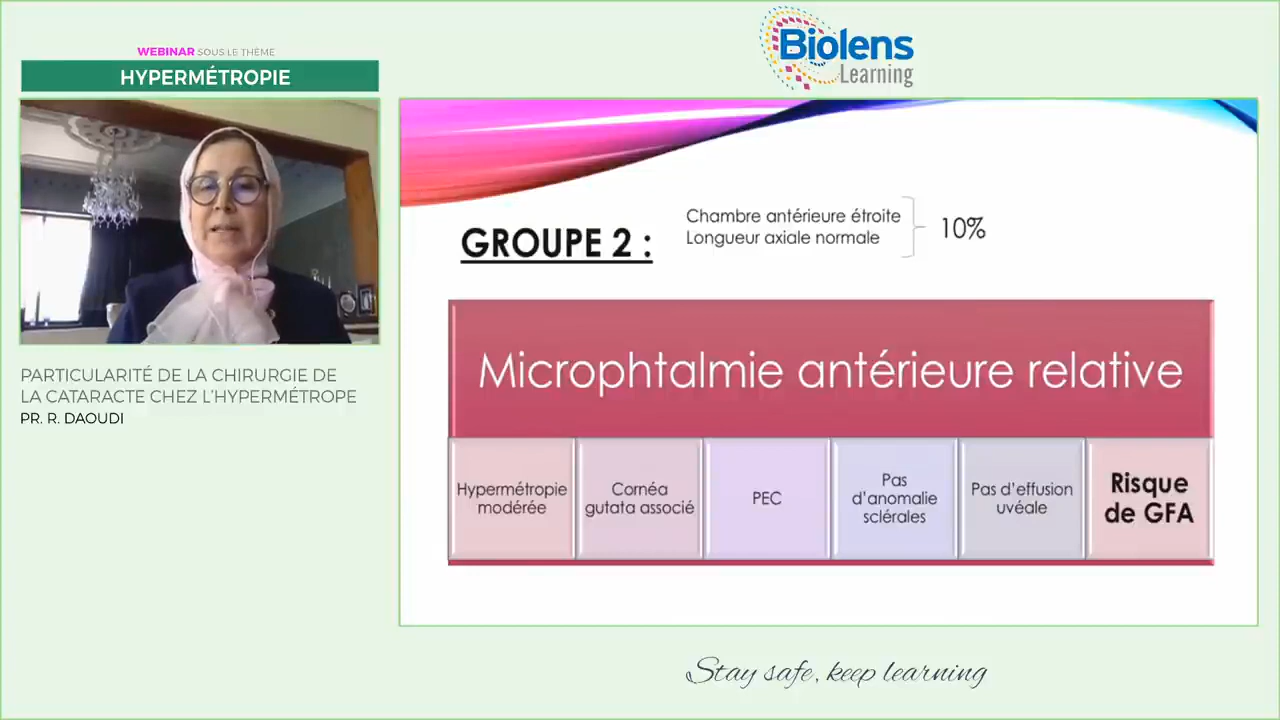 WEBINAR SOUS LE THÈME
HYPERMÉTROPIE
Biolens
Learning
PARTICULARITÉ DE LA CHIRURGIE DE
LA CATARACTE CHEZ L'HYPERMÉTROPE
PR. R. DAOUDI
GROUPE 2 :
Chambre antérieure étroite
Longueur axiale normale
10%
Microphtalmie antérieure relative
Hypermétropie
modérée
Cornéa
gutata associé
PEC
Pas
d'anomalie
sclérales
Pas d'effusion
uvéale
Risque
de GFA
Stay safe, keep learning